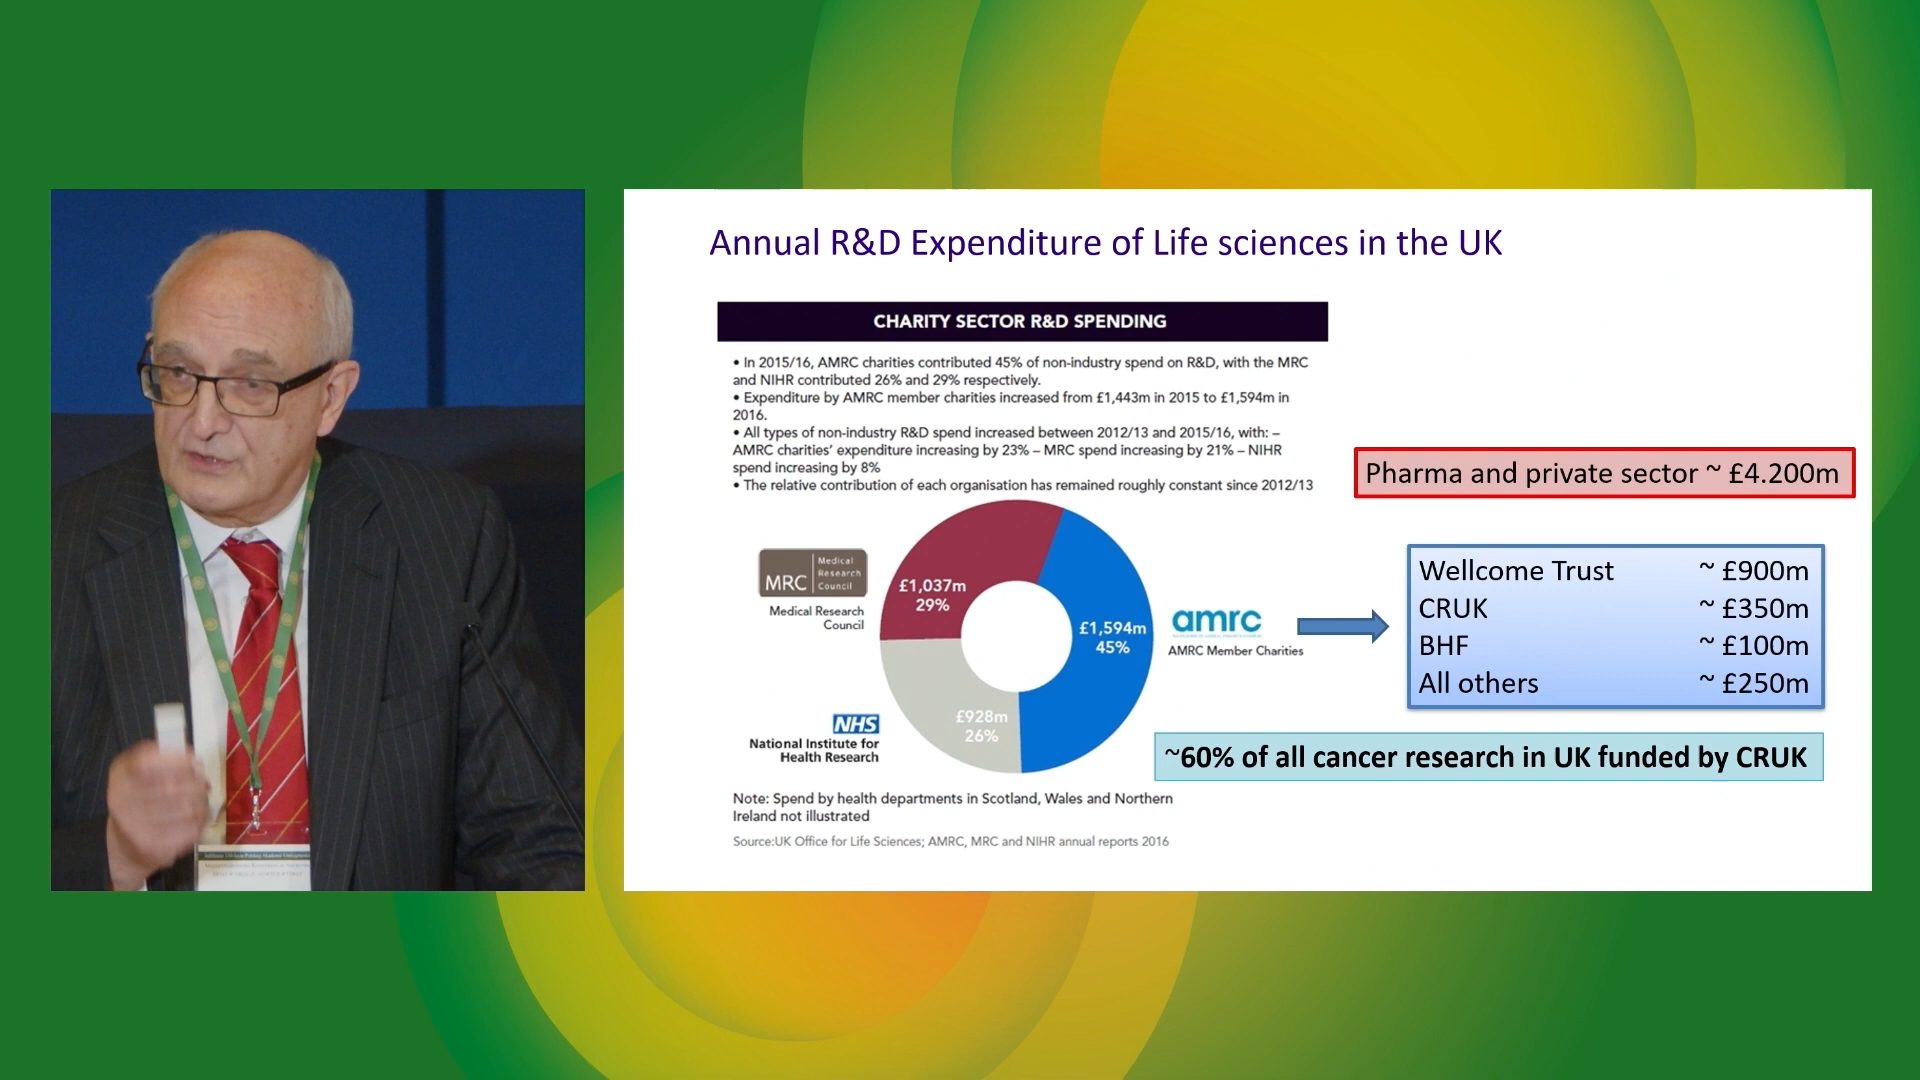 Annual R&D Expenditure of Life sciences in the UK
CHARITY SECTOR R&D SPENDING
• In 2015/16, AMRC charities contributed 45% of non-industry spend on R&D, with the MRC
and NIHR contributed 26% and 29% respectively.
• Expenditure by AMRC member charities increased from £1,443m in 2015 to £1,594m in
2016.
• All types of non-industry R&D spend increased between 2012/13 and 2015/16, with: –
AMRC charities' expenditure increasing by 23% – MRC spend increasing by 21% – NIHR
spend increasing by 8%
• The relative contribution of each organisation has remained roughly constant since 2012/13
Pharma and private sector ~ £4.200m
MRC
Medical
Research
Council
Medical Research
Council
£1,037m
29%
£1,594m
45%
£928m
26%
amrc
AMRC Member Charities
Wellcome Trust ~ £900m
CRUK ~ £350m
BHF ~ £100m
All others ~ £250m
NHS
National Institute for
Health Research
~60% of all cancer research in UK funded by CRUK
Note: Spend by health departments in Scotland, Wales and Northern
Ireland not illustrated
Source:UK Office for Life Sciences; AMRC, MRC and NIHR annual reports 2016